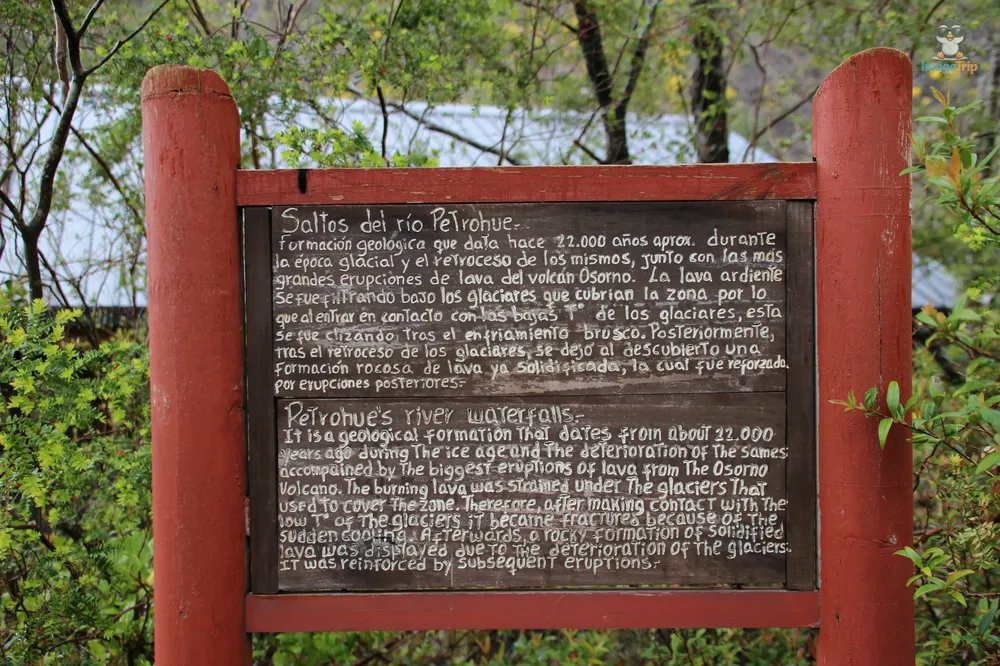 Saltos del río Petrohue.-
Formación geológica que data hace 22.000 años aprox. durante
la época glacial y el retroceso de los mismos, junto con las más
grandes erupciones de lava del volcán Osorno. La lava ardiente
se fue filtrando bajo los glaciares que cubrían la zona por lo
que al entrar en contacto con las bajas T° de los glaciares, esta
se fue clizando, tras el enfriamiento brusco. Posteriormente,
tras el retroceso de los glaciares, se dejo al descubierto una
formación rocosa de lava ya solidificada, la cual fue reforzada
por erupciones posteriores.-
Petrohue's river waterfalls.-
It is a geological formation that dates from about 22.000
years ago during the ice age and the deterioration of the sames
accompained by the biggest eruptions of lava from The Osorno
Volcano. The burning lava was strained under the glaciers that
used to cover the zone. Therefore, after making contact with the
low T° of the glaciers it became fractured because of the
sudden cooling. Afterwards, a rocky formation of solidified
lava was displayed due to the deterioration of the glaciers.
It was reinforced by subsequent eruptions.-